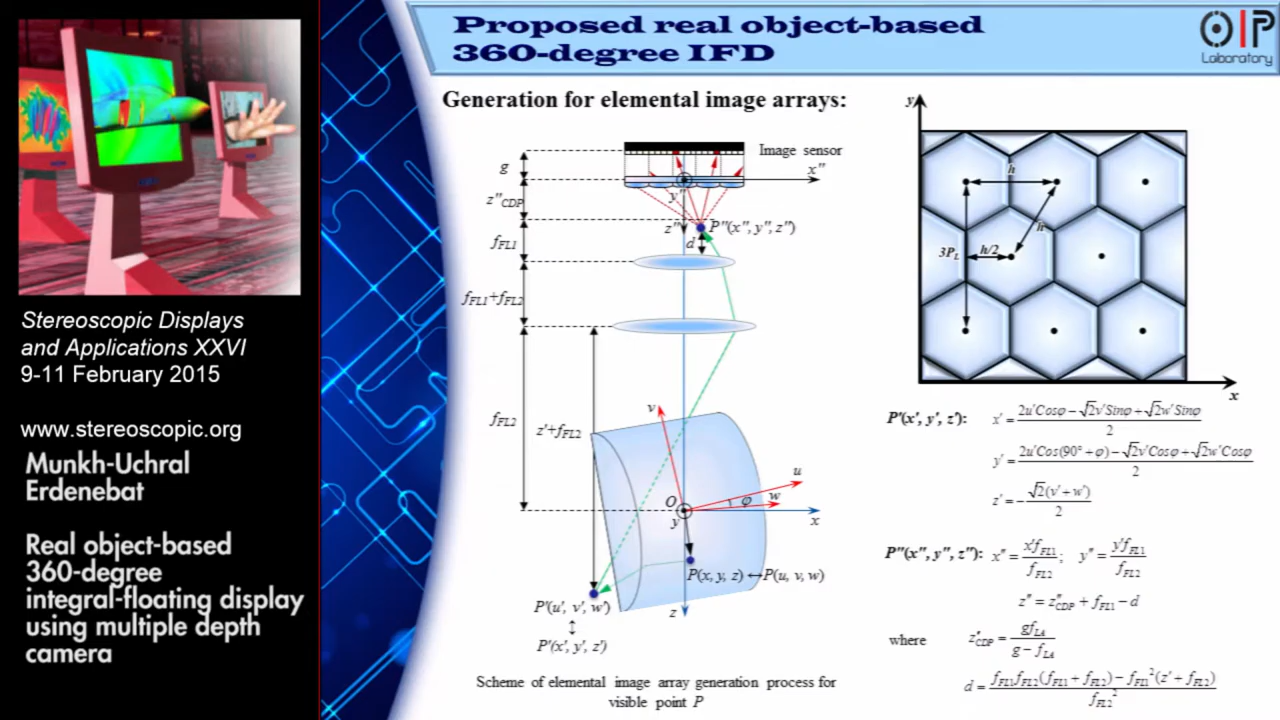 Stereoscopic Displays
and Applications XXVI
9-11 February 2015
www.stereoscopic.org
Munkh-Uchral
Erdenebat
Real object-based
360-degree
integral-floating display
using multiple depth
camera
Proposed real object-based
360-degree IFD
OIP
Laboratory
Generation for elemental image arrays:
Image sensor
g
x"
y"
z"CDP
z"
P"(x", y", z")
d
fFL1
fFL1+fFL2
fFL2
z'+fFL2
v
u
w
φ
O
y
x
P(x, y, z) ↔ P(u, v, w)
z
P'(u', v', w')
↕
P'(x', y', z')
Scheme of elemental image array generation process for
visible point P
y
h
h
3PL
h/2
x
P'(x', y', z'): x' = (2u'Cosφ − √2v'Sinφ + √2w'Sinφ) / 2
y' = (2u'Cos(90° + φ) − √2v'Cosφ + √2w'Cosφ) / 2
z' = − √2(v' + w') / 2
P"(x", y", z"): x" = x'fFL1 / fFL2; y" = y'fFL1 / fFL2
z" = z"CDP + fFL1 − d
where z"CDP = gfLA / (g − fLA)
d = (fFL1fFL2(fFL1 + fFL2) − fFL1²(z' + fFL2)) / fFL2²